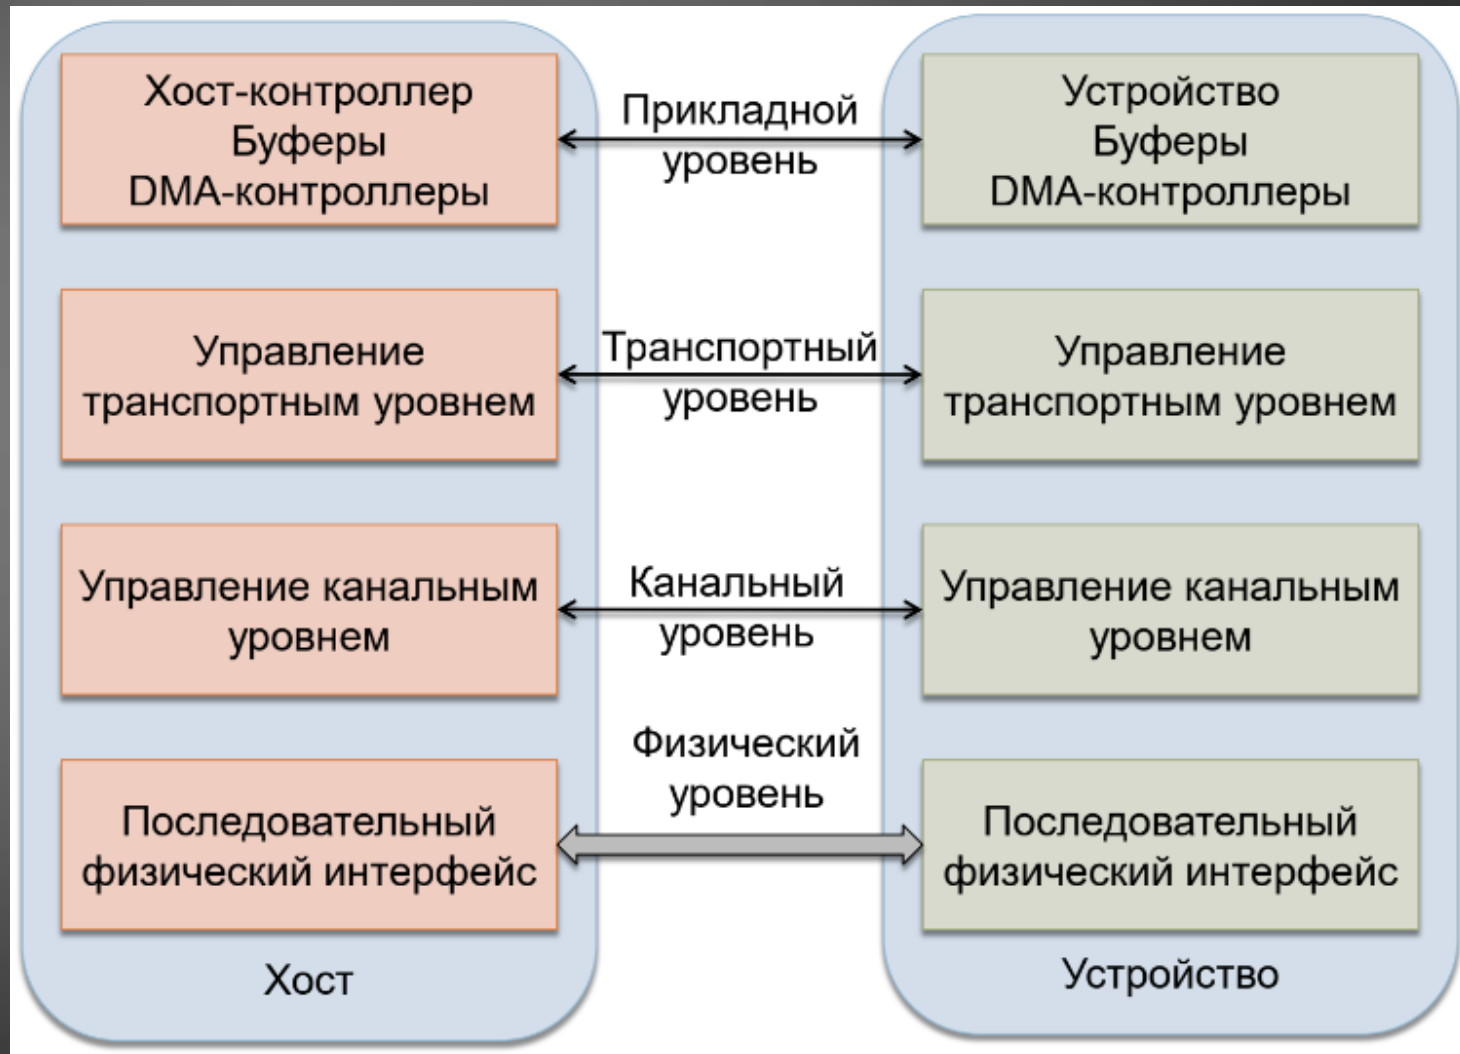 Хост-контроллер
Буферы
DMA-контроллеры
Прикладной
уровень
Устройство
Буферы
DMA-контроллеры
Управление
транспортным уровнем
Транспортный
уровень
Управление
транспортным уровнем
Управление канальным
уровнем
Канальный
уровень
Управление канальным
уровнем
Физический
уровень
Последовательный
физический интерфейс
Последовательный
физический интерфейс
Хост
Устройство